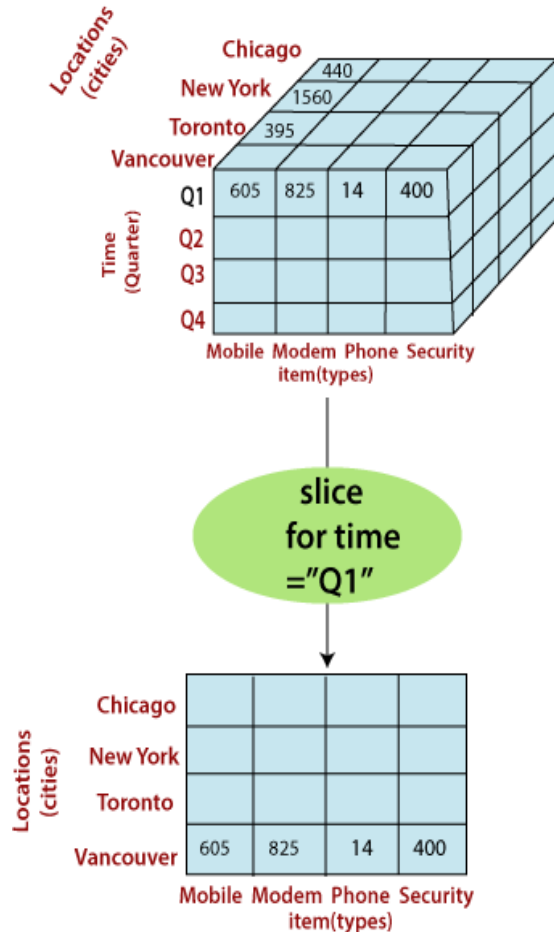 Locations
(cities)
Chicago
440
New York
1560
Toronto
395
Vancouver
Time
(Quarter)
Q1 605 825 14 400
Q2
Q3
Q4
Mobile Modem Phone Security
item(types)
slice
for time
="Q1”
Locations
(cities)
Chicago
New York
Toronto
Vancouver 605 825 14 400
Mobile Modem Phone Security
item(types)